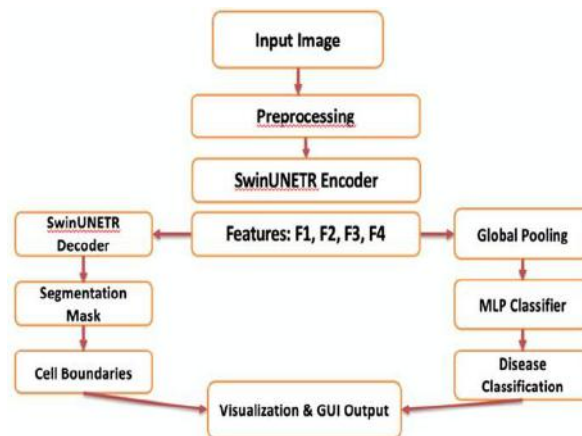 Input Image
Preprocessing
SwinUNETR Encoder
SwinUNETR
Decoder
Features: F1, F2, F3, F4
Global Pooling
Segmentation
Mask
MLP Classifier
Cell Boundaries
Disease
Classification
Visualization & GUI Output